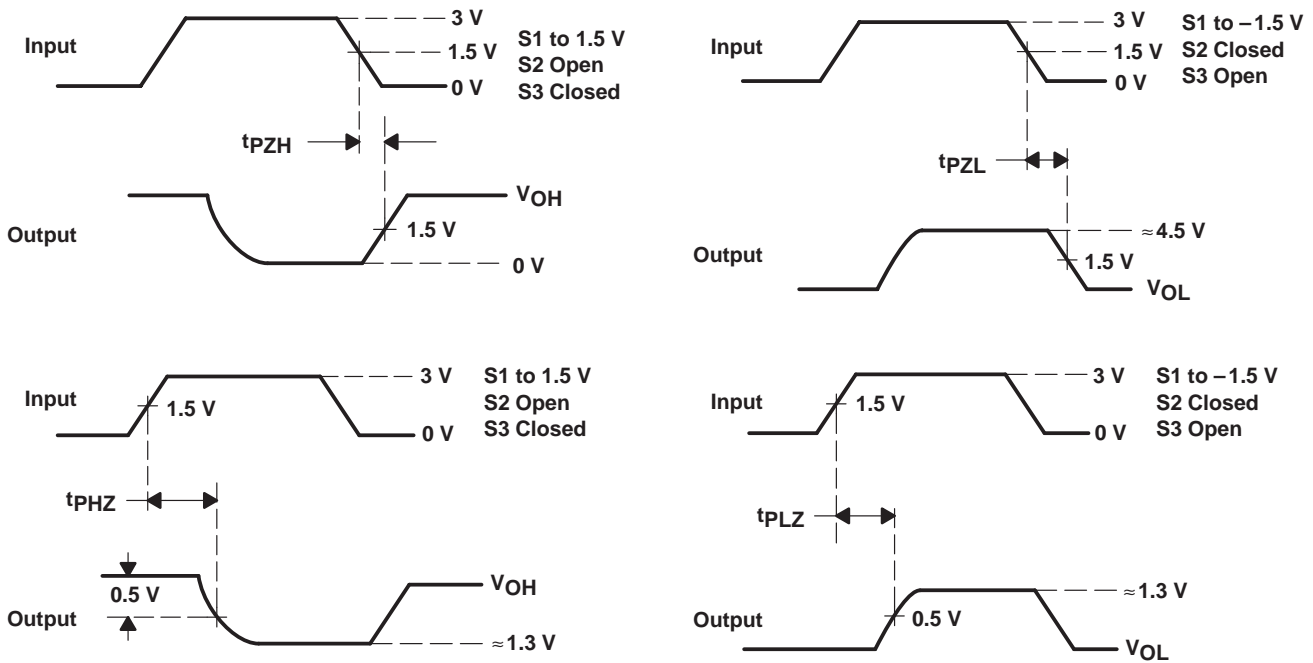 Input
3 V
1.5 V
0 V
S1 to 1.5 V
S2 Open
S3 Closed
tPZH
Output
VOH
1.5 V
0 V
Input
3 V
1.5 V
0 V
S1 to –1.5 V
S2 Closed
S3 Open
tPZL
Output
≈4.5 V
1.5 V
VOL
Input
3 V
1.5 V
0 V
S1 to 1.5 V
S2 Open
S3 Closed
tPHZ
0.5 V
Output
VOH
≈1.3 V
Input
3 V
1.5 V
0 V
S1 to –1.5 V
S2 Closed
S3 Open
tPLZ
Output
≈1.3 V
0.5 V
VOL